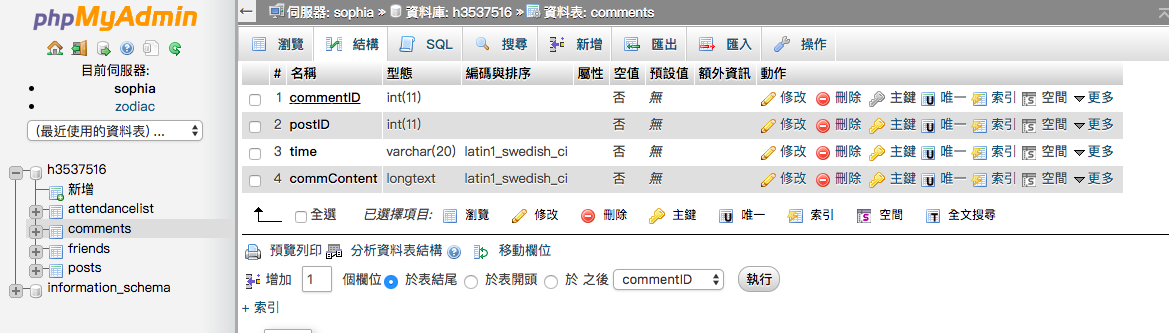 phpMyAdmin
目前伺服器:
sophia
zodiac
(最近使用的資料表) ...
h3537516
新增
attendancelist
comments
friends
posts
information_schema
伺服器: sophia » 資料庫: h3537516 » 資料表: comments
瀏覽 結構 SQL 搜尋 新增 匯出 匯入 操作
# 名稱 型態 編碼與排序 屬性 空值 預設值 額外資訊 動作
1 commentID int(11) 否 無 修改 刪除 主鍵 唯一 索引 空間 更多
2 postID int(11) 否 無 修改 刪除 主鍵 唯一 索引 空間 更多
3 time varchar(20) latin1_swedish_ci 否 無 修改 刪除 主鍵 唯一 索引 空間 更多
4 commContent longtext latin1_swedish_ci 否 無 修改 刪除 主鍵 唯一 索引 空間 更多
全選 已選擇項目: 瀏覽 修改 刪除 主鍵 唯一 索引 空間 全文搜尋
預覽列印 分析資料表結構 移動欄位
增加 1 個欄位 於表結尾 於表開頭 於 之後 commentID 執行
+ 索引